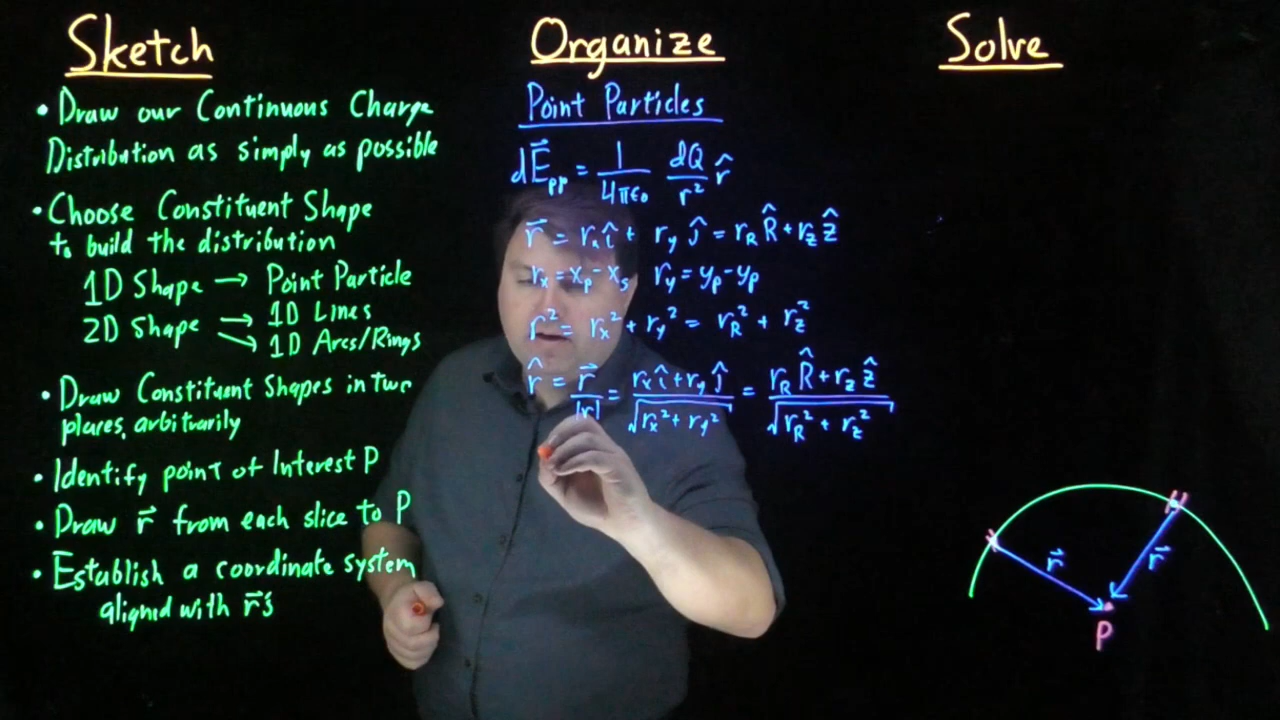 Sketch
• Draw our Continuous Charge
Distribution as simply as possible
• Choose Constituent Shape
to build the distribution
1D Shape → Point Particle
2D Shape → 1D Lines
→ 1D Arcs/Rings
• Draw Constituent Shapes in two
places, arbitrarily
• Identify point of Interest P
• Draw r⃗ from each slice to P
• Establish a coordinate system
aligned with r⃗'s
Organize
Point Particles
dE⃗_pp = 1/(4πϵ₀) dQ/r² r̂
r⃗ = r_x î + r_y ĵ = r_R R̂ + r_z ẑ
r_x = x_p - x_s  r_y = y_p - y_p
r² = r_x² + r_y² = r_R² + r_z²
r̂ = r⃗/|r| = (r_x î + r_y ĵ)/√(r_x² + r_y²) = (r_R R̂ + r_z ẑ)/√(r_R² + r_z²)
Solve
r⃗
r⃗
P